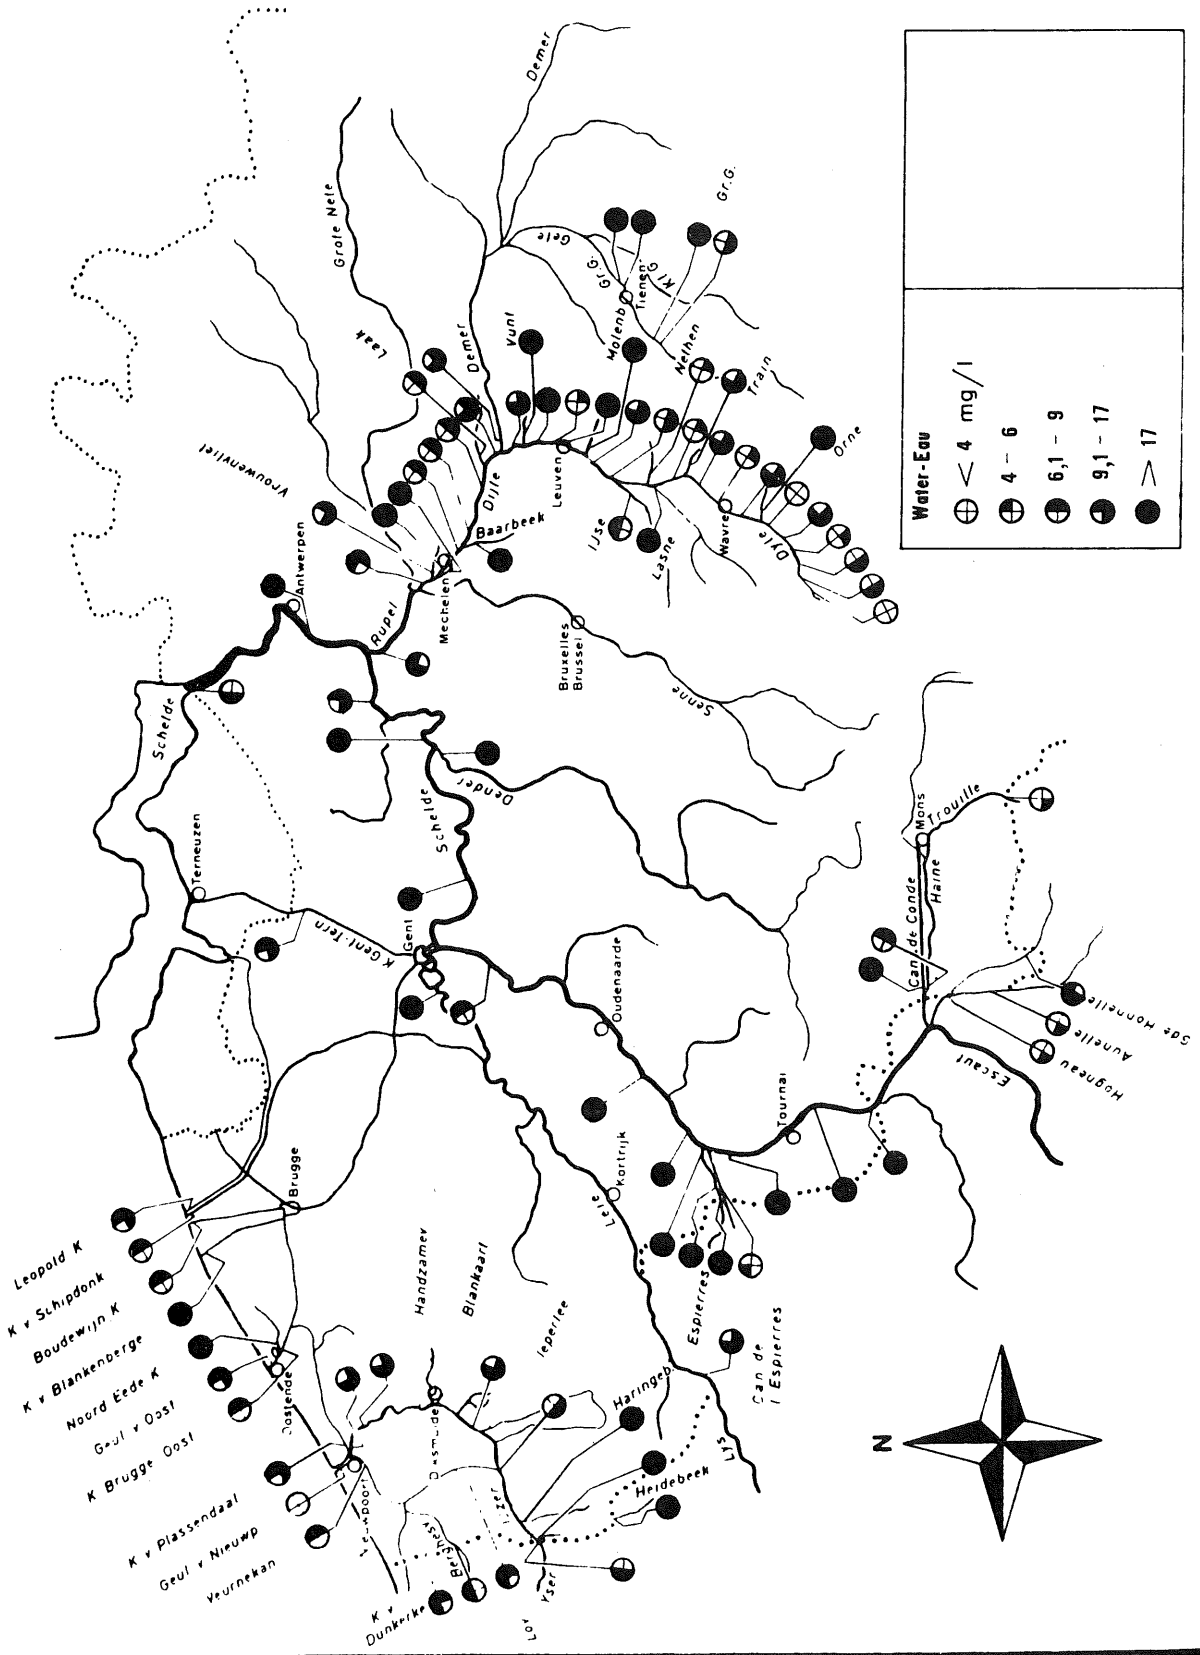 Demer
Grote Nete
Laak
Vrouwenvliet
Demer
Gete
Gr.G.
Gr.G.
Kl G
Tienen
Molenb
Vunt
Nethen
Train
Orne
Antwerpen
Rupel
Mechelen
Dijle
Baarbeek
Leuven
IJse
Lasne
Wavre
Dyle
Bruxelles
Brussel
Senne
Schelde
Terneuzen
K Gent-Tern
Schelde
Dender
Gent
Oudenaarde
Mons
Trouille
Can. de Conde
Haine
Gde Honnelle
Aunelle
Hogneau
Escaut
Tournai
Kortrijk
Leie
Brugge
Leopold K
K v Schipdonk
Boudewijn K
K v Blankenberge
Noord Eede K
Geul v Oost
K Brugge Oost
Oostende
K v Plassendaal
Geul v Nieuwp
Veurnekan
Handzamev
Blankaart
Ieperlee
Haringeb.
Heidebeek
Espierres
Can de
l Espierres
Lys
K v
Dunkerke
Yser
Water-Eau
< 4 mg/l
4 – 6
6,1 – 9
9,1 – 17
> 17
N